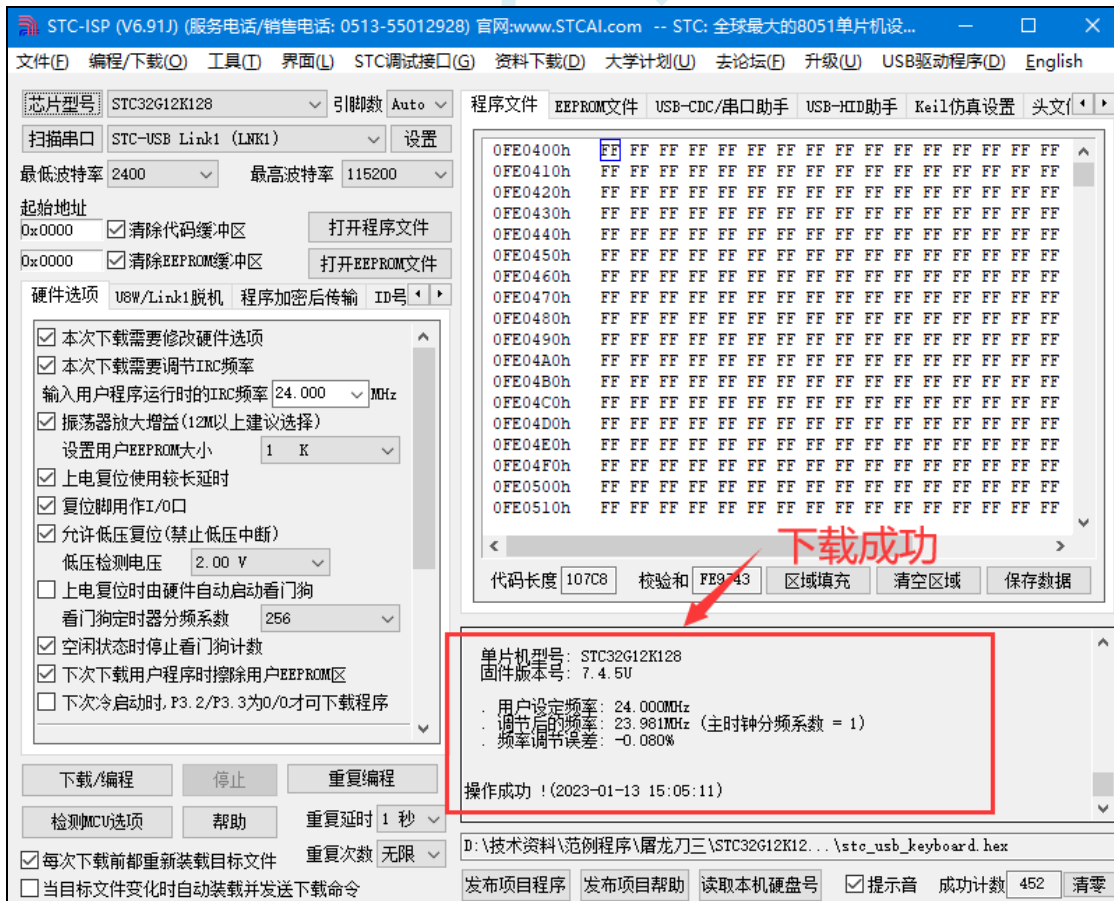 STC-ISP (V6.91J) (服务电话/销售电话: 0513-55012928) 官网:www.STCAI.com -- STC: 全球最大的8051单片机设...
文件(F) 编程/下载(O) 工具(T) 界面(L) STC调试接口(G) 资料下载(D) 大学计划(U) 去论坛(F) 升级(U) USB驱动程序(D) English
芯片型号 STC32G12K128 引脚数 Auto
扫描串口 STC-USB Link1 (LNK1) 设置
最低波特率 2400 最高波特率 115200
起始地址
0x0000 清除代码缓冲区 打开程序文件
0x0000 清除EEPROM缓冲区 打开EEPROM文件
硬件选项 U8W/Link1脱机 程序加密后传输 ID号
本次下载需要修改硬件选项
本次下载需要调节IRC频率
输入用户程序运行时的IRC频率 24.000 MHz
振荡器放大增益(12M以上建议选择)
设置用户EEPROM大小 1 K
上电复位使用较长延时
复位脚用作I/O口
允许低压复位(禁止低压中断)
低压检测电压 2.00 V
上电复位时由硬件自动启动看门狗
看门狗定时器分频系数 256
空闲状态时停止看门狗计数
下次下载用户程序时擦除用户EEPROM区
下次冷启动时,P3.2/P3.3为0/0才可下载程序
下载/编程 停止 重复编程
检测MCU选项 帮助 重复延时 1 秒
每次下载前都重新装载目标文件 重复次数 无限
当目标文件变化时自动装载并发送下载命令
程序文件 EEPROM文件 USB-CDC/串口助手 USB-HID助手 Keil仿真设置 头文
0FE0400h FF FF FF FF FF FF FF FF FF FF FF FF FF FF FF FF
0FE0410h FF FF FF FF FF FF FF FF FF FF FF FF FF FF FF FF
0FE0420h FF FF FF FF FF FF FF FF FF FF FF FF FF FF FF FF
0FE0430h FF FF FF FF FF FF FF FF FF FF FF FF FF FF FF FF
0FE0440h FF FF FF FF FF FF FF FF FF FF FF FF FF FF FF FF
0FE0450h FF FF FF FF FF FF FF FF FF FF FF FF FF FF FF FF
0FE0460h FF FF FF FF FF FF FF FF FF FF FF FF FF FF FF FF
0FE0470h FF FF FF FF FF FF FF FF FF FF FF FF FF FF FF FF
0FE0480h FF FF FF FF FF FF FF FF FF FF FF FF FF FF FF FF
0FE0490h FF FF FF FF FF FF FF FF FF FF FF FF FF FF FF FF
0FE04A0h FF FF FF FF FF FF FF FF FF FF FF FF FF FF FF FF
0FE04B0h FF FF FF FF FF FF FF FF FF FF FF FF FF FF FF FF
0FE04C0h FF FF FF FF FF FF FF FF FF FF FF FF FF FF FF FF
0FE04D0h FF FF FF FF FF FF FF FF FF FF FF FF FF FF FF FF
0FE04E0h FF FF FF FF FF FF FF FF FF FF FF FF FF FF FF FF
0FE04F0h FF FF FF FF FF FF FF FF FF FF FF FF FF FF FF FF
0FE0500h FF FF FF FF FF FF FF FF FF FF FF FF FF FF FF FF
0FE0510h FF FF FF FF FF FF FF FF FF FF FF FF FF FF FF FF
下载成功
代码长度 107C8 校验和 区域填充 清空区域 保存数据
单片机型号: STC32G12K128
固件版本号: 7.4.5U
. 用户设定频率: 24.000MHz
. 调节后的频率: 23.981MHz (主时钟分频系数 = 1)
. 频率调节误差: -0.080%
操作成功 !(2023-01-13 15:05:11)
D:\技术资料\范例程序\屠龙刀三\STC32G12K12...\stc_usb_keyboard.hex
发布项目程序 发布项目帮助 读取本机硬盘号 提示音 成功计数 452 清零